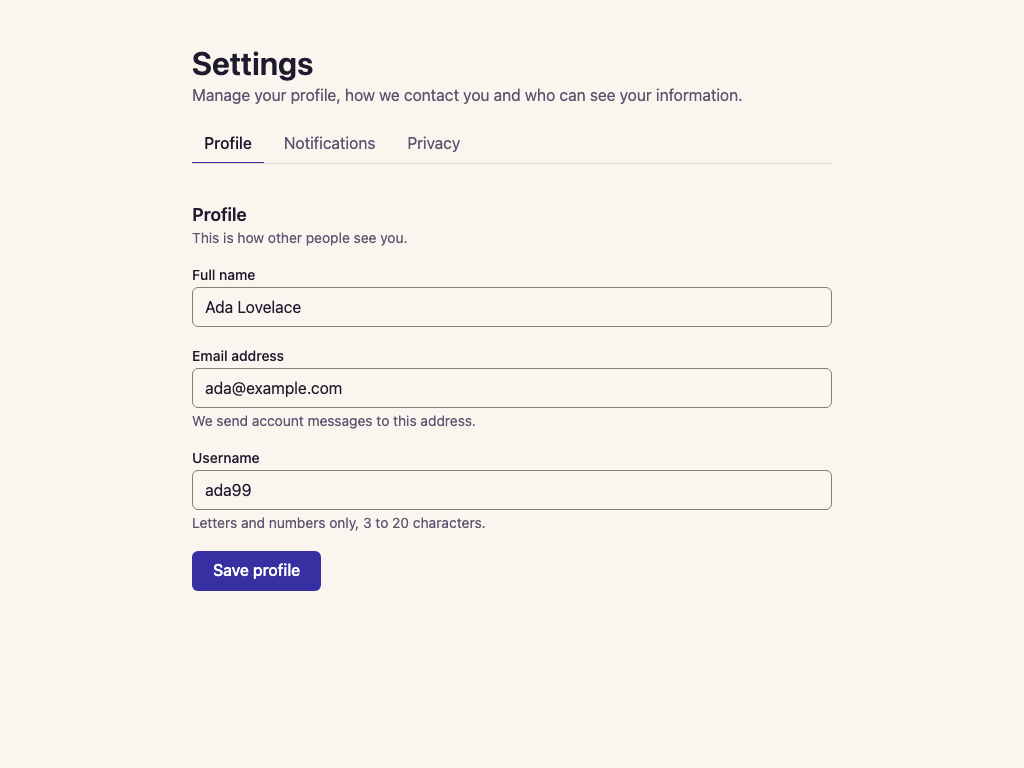 Settings
Manage your profile, how we contact you and who can see your information.
Profile
Notifications
Privacy
Profile
This is how other people see you.
Full name
Ada Lovelace
Email address
ada@example.com
We send account messages to this address.
Username
ada99
Letters and numbers only, 3 to 20 characters.
Save profile